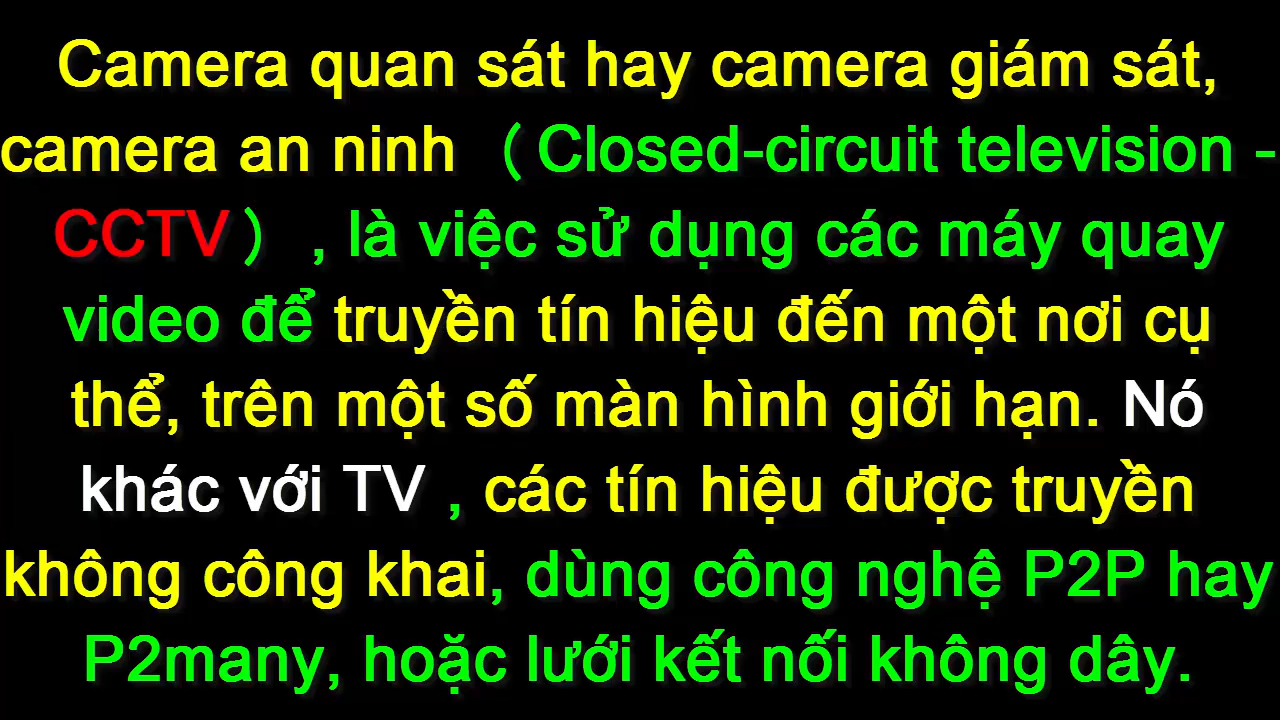 Camera quan sát hay camera giám sát,
camera an ninh （Closed-circuit television -
CCTV） , là việc sử dụng các máy quay
video để truyền tín hiệu đến một nơi cụ
thể, trên một số màn hình giới hạn. Nó
khác với TV , các tín hiệu được truyền
không công khai, dùng công nghệ P2P hay
P2many, hoặc lưới kết nối không dây.